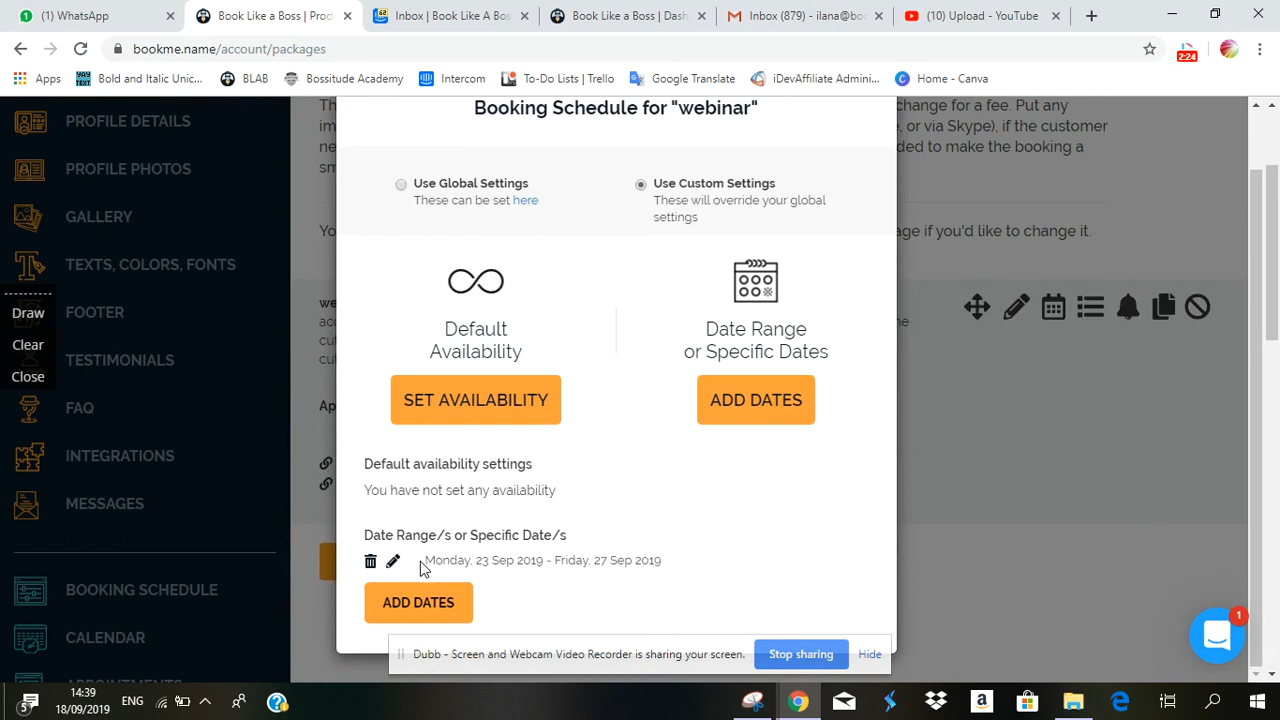 (1) WhatsApp
Book Like a Boss | Prod
Inbox | Book Like A Boss
Book Like a Boss | Dash
Inbox (879) - ilana@boo
(10) Upload - YouTube
bookme.name/account/packages
2:24
Apps
Bold and Italic Unic...
BLAB
Bossitude Academy
Intercom
To-Do Lists | Trello
Google Translate
iDevAffiliate Admini...
Home - Canva
PROFILE DETAILS
PROFILE PHOTOS
GALLERY
TEXTS, COLORS, FONTS
FOOTER
TESTIMONIALS
FAQ
INTEGRATIONS
MESSAGES
BOOKING SCHEDULE
CALENDAR
Draw
Clear
Close
Booking Schedule for "webinar"
change for a fee. Put any
or via Skype), if the customer
ded to make the booking a
age if you'd like to change it.
Use Global Settings
These can be set here
Use Custom Settings
These will override your global
settings
Default
Availability
SET AVAILABILITY
Date Range
or Specific Dates
ADD DATES
Default availability settings
You have not set any availability
Date Range/s or Specific Date/s
Monday, 23 Sep 2019 - Friday, 27 Sep 2019
ADD DATES
Dubb - Screen and Webcam Video Recorder is sharing your screen.
Stop sharing
Hide
1
5
14:39
18/09/2019
ENG